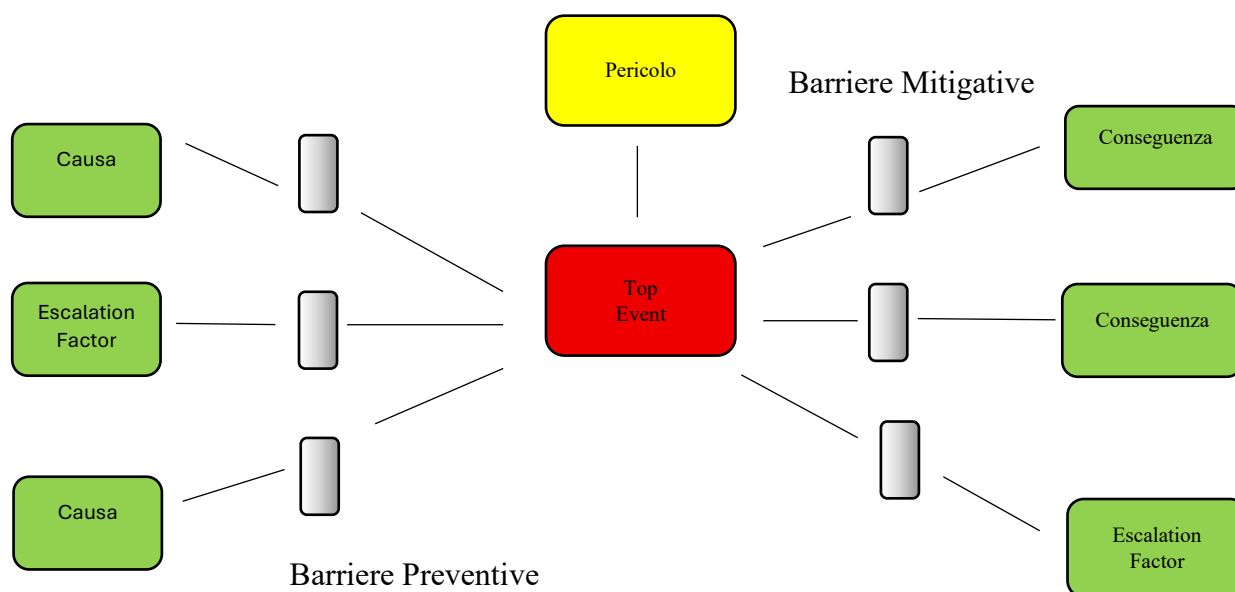 Pericolo
Barriere Mitigative
Causa
Conseguenza
Escalation
Factor
Top
Event
Conseguenza
Causa
Escalation
Factor
Barriere Preventive